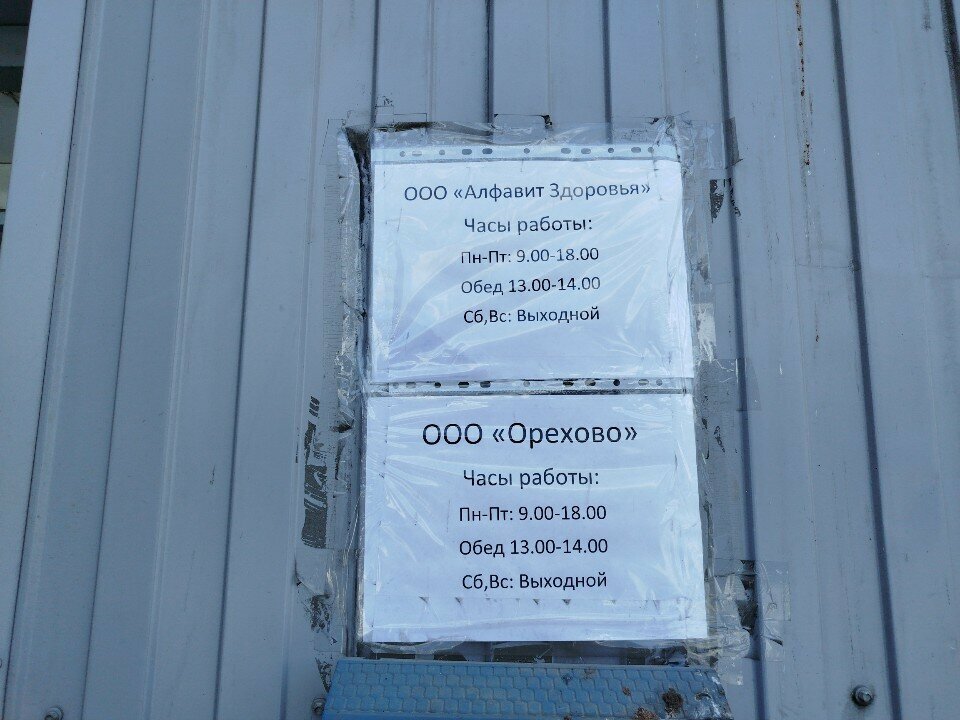 ООО «Алфавит Здоровья»
Часы работы:
Пн-Пт: 9.00-18.00
Обед 13.00-14.00
Сб,Вс: Выходной
ООО «Орехово»
Часы работы:
Пн-Пт: 9.00-18.00
Обед 13.00-14.00
Сб,Вс: Выходной